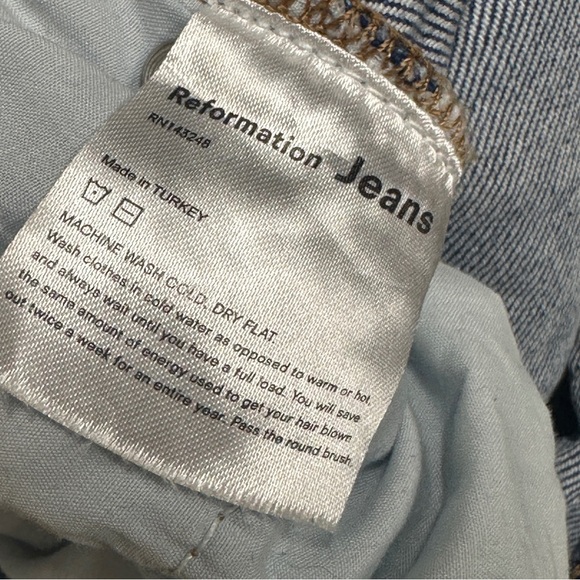 Reformation Jeans
RN143248
Made in TURKEY
MACHINE WASH COLD. DRY FLAT.
Wash clothes in cold water as opposed to warm or hot,
and always wait until you have a full load. You will save
the same amount of energy used to get your hair blown
out twice a week for an entire year. Pass the round brush.